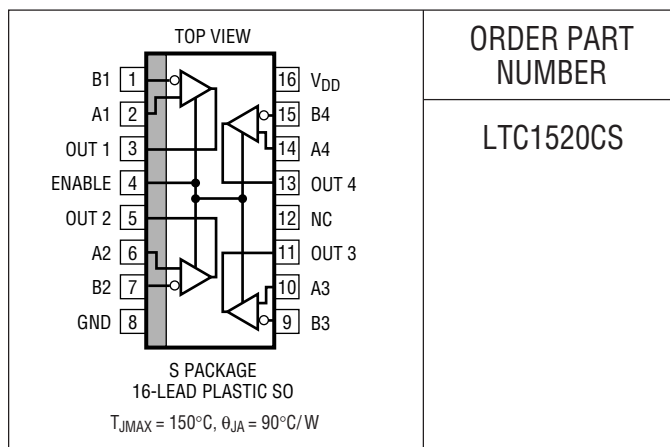 TOP VIEW
B1 1
A1 2
OUT 1 3
ENABLE 4
OUT 2 5
A2 6
B2 7
GND 8
16 VDD
15 B4
14 A4
13 OUT 4
12 NC
11 OUT 3
10 A3
9 B3
S PACKAGE
16-LEAD PLASTIC SO
TJMAX = 150°C, θJA = 90°C/W
ORDER PART
NUMBER
LTC1520CS